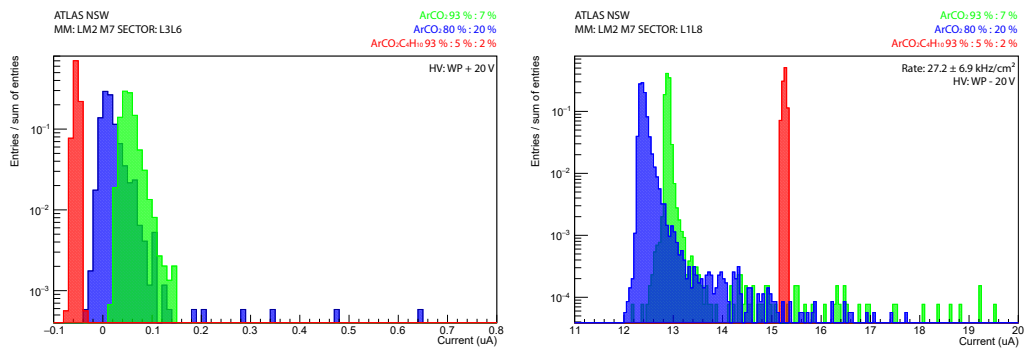 ATLAS NSW
MM: LM2 M7 SECTOR: L3L6
ArCO₂ 93 % : 7 %
ArCO₂ 80 % : 20 %
ArCO₂C₄H₁₀ 93 % : 5 % : 2 %
HV: WP + 20 V
Entries / sum of entries
10⁻¹
10⁻²
10⁻³
−0.1 0 0.1 0.2 0.3 0.4 0.5 0.6 0.7 0.8
Current (uA)
ATLAS NSW
MM: LM2 M7 SECTOR: L1L8
ArCO₂ 93 % : 7 %
ArCO₂ 80 % : 20 %
ArCO₂C₄H₁₀ 93 % : 5 % : 2 %
Rate: 27.2 ± 6.9 kHz/cm²
HV: WP - 20 V
Entries / sum of entries
10⁻¹
10⁻²
10⁻³
10⁻⁴
11 12 13 14 15 16 17 18 19 20
Current (uA)